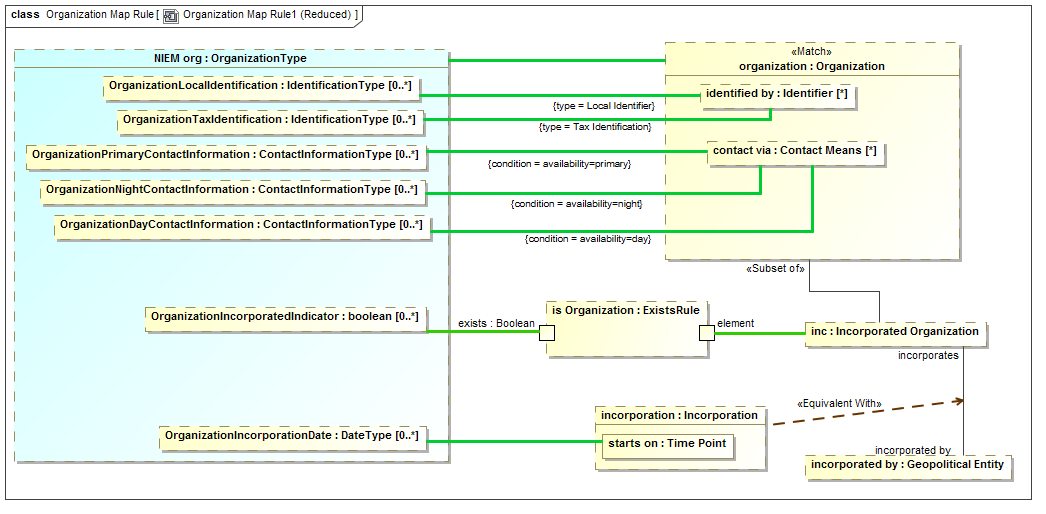 class Organization Map Rule [ Organization Map Rule1 (Reduced) ]
NIEM org : OrganizationType
«Match»
organization : Organization
OrganizationLocalIdentification : IdentificationType [0..*]
identified by : Identifier [*]
{type = Local Identifier}
OrganizationTaxIdentification : IdentificationType [0..*]
{type = Tax Identification}
OrganizationPrimaryContactInformation : ContactInformationType [0..*]
contact via : Contact Means [*]
{condition = availability=primary}
OrganizationNightContactInformation : ContactInformationType [0..*]
{condition = availability=night}
OrganizationDayContactInformation : ContactInformationType [0..*]
{condition = availability=day}
«Subset of»
OrganizationIncorporatedIndicator : boolean [0..*]
exists : Boolean
is Organization : ExistsRule
element
inc : Incorporated Organization
incorporates
«Equivalent With»
incorporation : Incorporation
OrganizationIncorporationDate : DateType [0..*]
starts on : Time Point
incorporated by
incorporated by : Geopolitical Entity